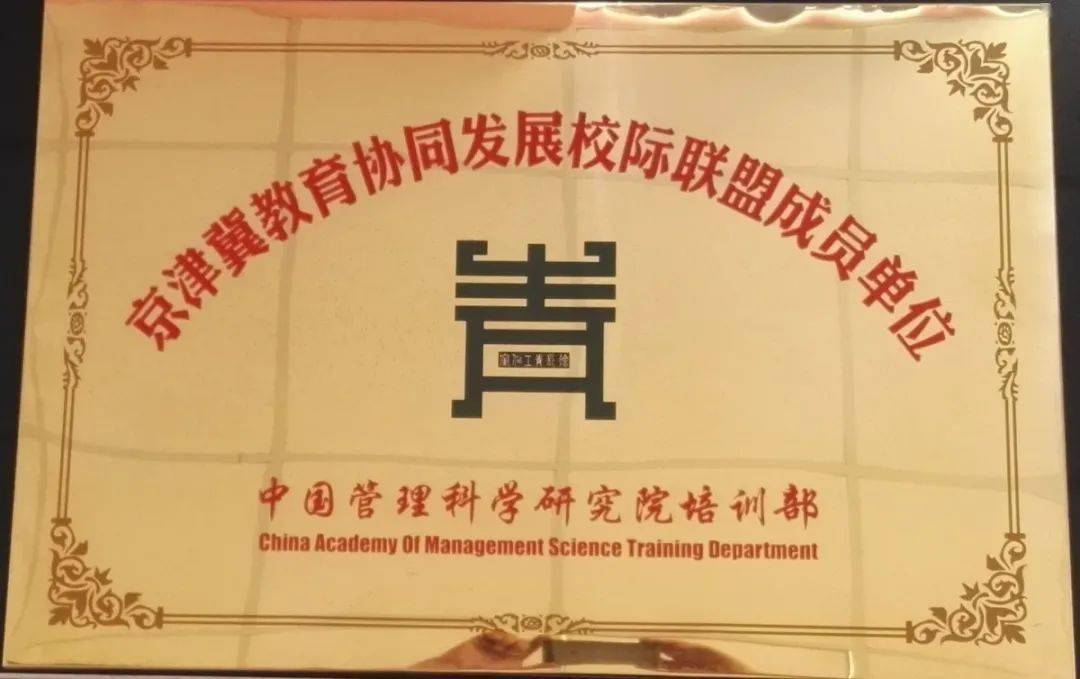 京津冀教育协同发展校际联盟成员单位
中国管理科学研究院培训部
China Academy Of Management Science Training Department